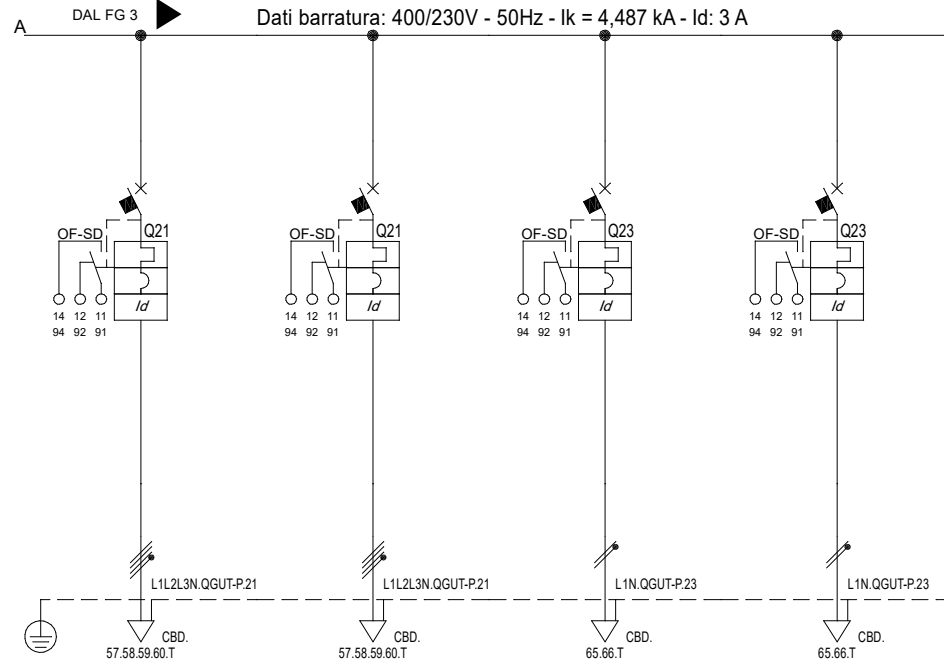 DAL FG 3
Dati barratura: 400/230V - 50Hz - Ik = 4,487 kA - Id: 3 A
A
OF-SD Q21 OF-SD Q21 OF-SD Q23 OF-SD Q23
Id Id Id Id
14 12 11 14 12 11 14 12 11 14 12 11
94 92 91 94 92 91 94 92 91 94 92 91
L1L2L3N.QGUT-P.21 L1L2L3N.QGUT-P.21 L1N.QGUT-P.23 L1N.QGUT-P.23
CBD. CBD. CBD. CBD.
57.58.59.60.T 57.58.59.60.T 65.66.T 65.66.T